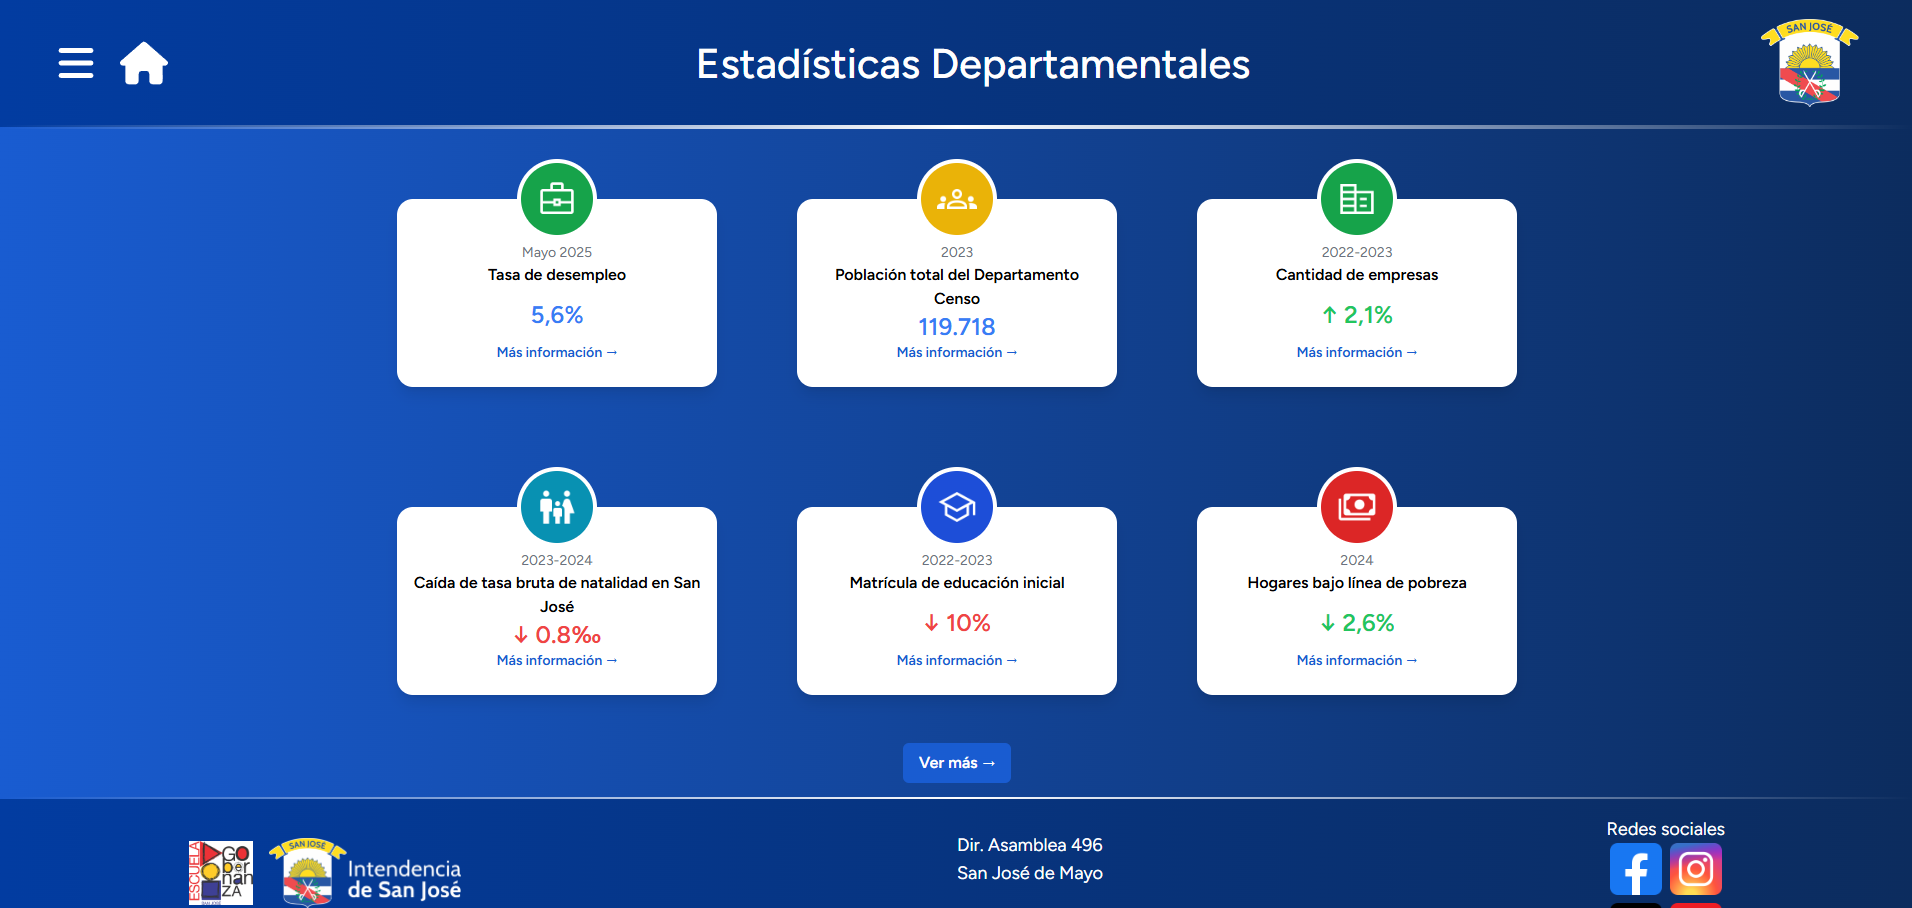 Estadísticas Departamentales
SAN JOSÉ
Mayo 2025
Tasa de desempleo
5,6%
Más información →
2023
Población total del Departamento
Censo
119.718
Más información →
2022-2023
Cantidad de empresas
↑ 2,1%
Más información →
2023-2024
Caída de tasa bruta de natalidad en San
José
↓ 0.8‰
Más información →
2022-2023
Matrícula de educación inicial
↓ 10%
Más información →
2024
Hogares bajo línea de pobreza
↓ 2,6%
Más información →
Ver más →
ESCUELA
GO
ber
nan
ZA
SAN JOSÉ
SAN JOSÉ
Intendencia
de San José
Dir. Asamblea 496
San José de Mayo
Redes sociales